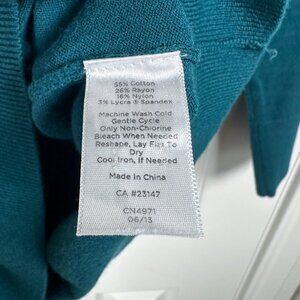 55% Cotton
26% Rayon
16% Nylon
3% Lycra® Spandex
Machine Wash Cold
Gentle Cycle
Only Non-Chlorine
Bleach When Needed
Reshape, Lay Flat To
Dry
Cool Iron, If Needed
Made in China
CA #23147
CN4971
06/13